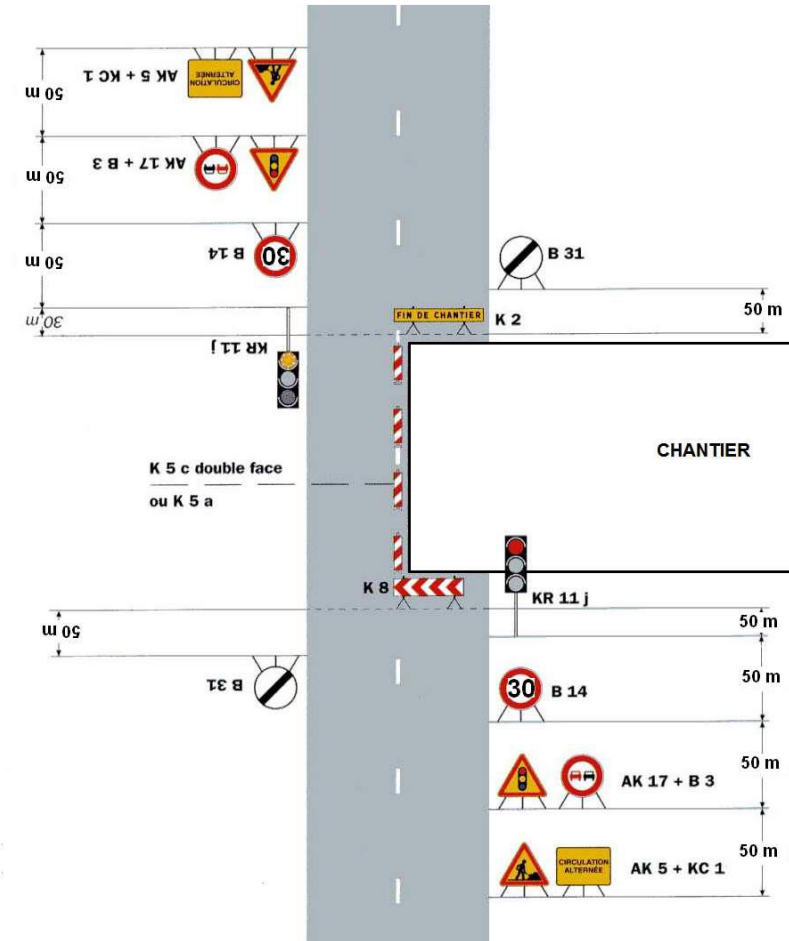 AK 5 + KC 1
CIRCULATION
ALTERNÉE
50 m
AK 17 + B 3
50 m
B 14
30
50 m
B 31
30 m
FIN DE CHANTIER
K 2
50 m
KR 11 j
CHANTIER
K 5 c double face
ou K 5 a
K 8
KR 11 j
50 m
50 m
B 31
30
B 14
50 m
AK 17 + B 3
50 m
CIRCULATION
ALTERNÉE
AK 5 + KC 1
50 m